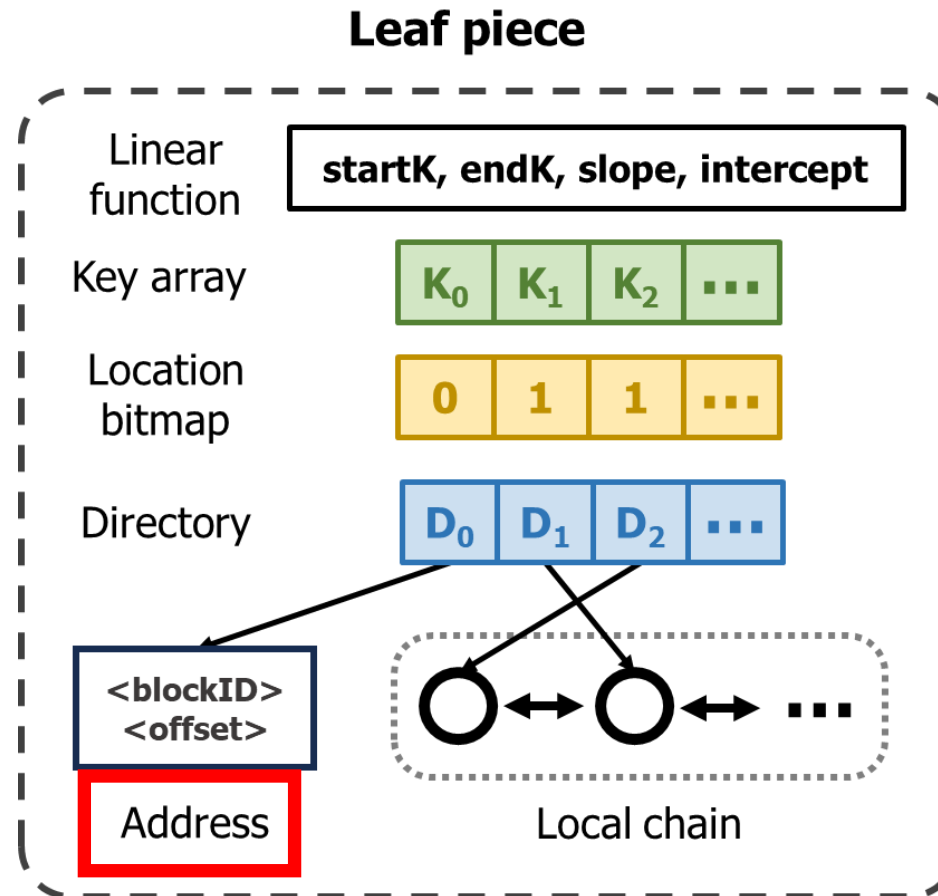 Leaf piece
Linear
function
startK, endK, slope, intercept
Key array
K₀ K₁ K₂ ...
Location
bitmap
0 1 1 ...
Directory
D₀ D₁ D₂ ...
<blockID>
<offset>
...
Address
Local chain